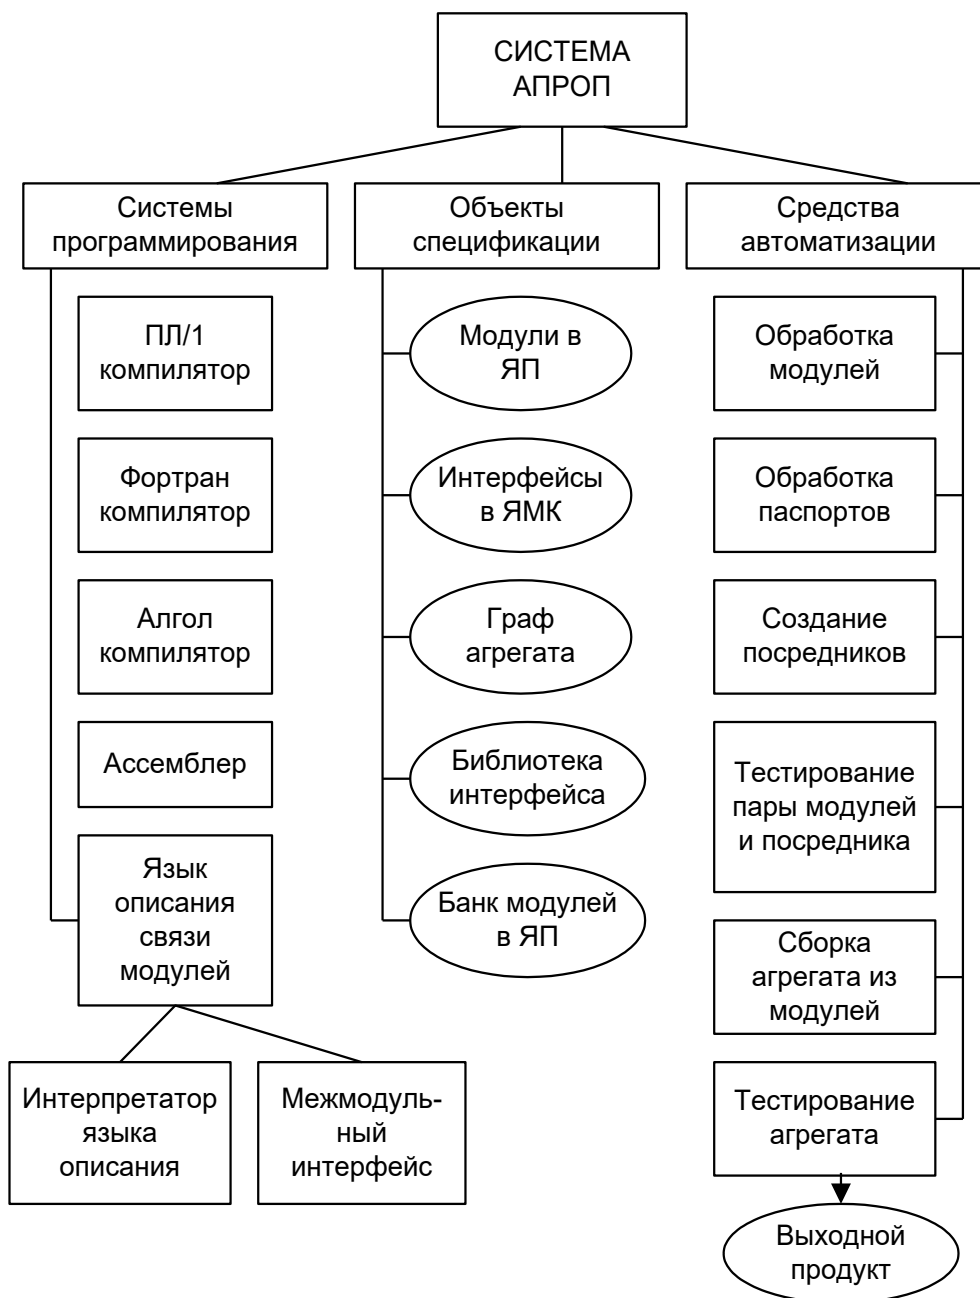 СИСТЕМА
АПРОП
Системы
программирования
Объекты
спецификации
Средства
автоматизации
ПЛ/1
компилятор
Фортран
компилятор
Алгол
компилятор
Ассемблер
Язык
описания
связи
модулей
Интерпретатор
языка
описания
Межмодуль-
ный
интерфейс
Модули в
ЯП
Интерфейсы
в ЯМК
Граф
агрегата
Библиотека
интерфейса
Банк модулей
в ЯП
Обработка
модулей
Обработка
паспортов
Создание
посредников
Тестирование
пары модулей
и посредника
Сборка
агрегата из
модулей
Тестирование
агрегата
Выходной
продукт